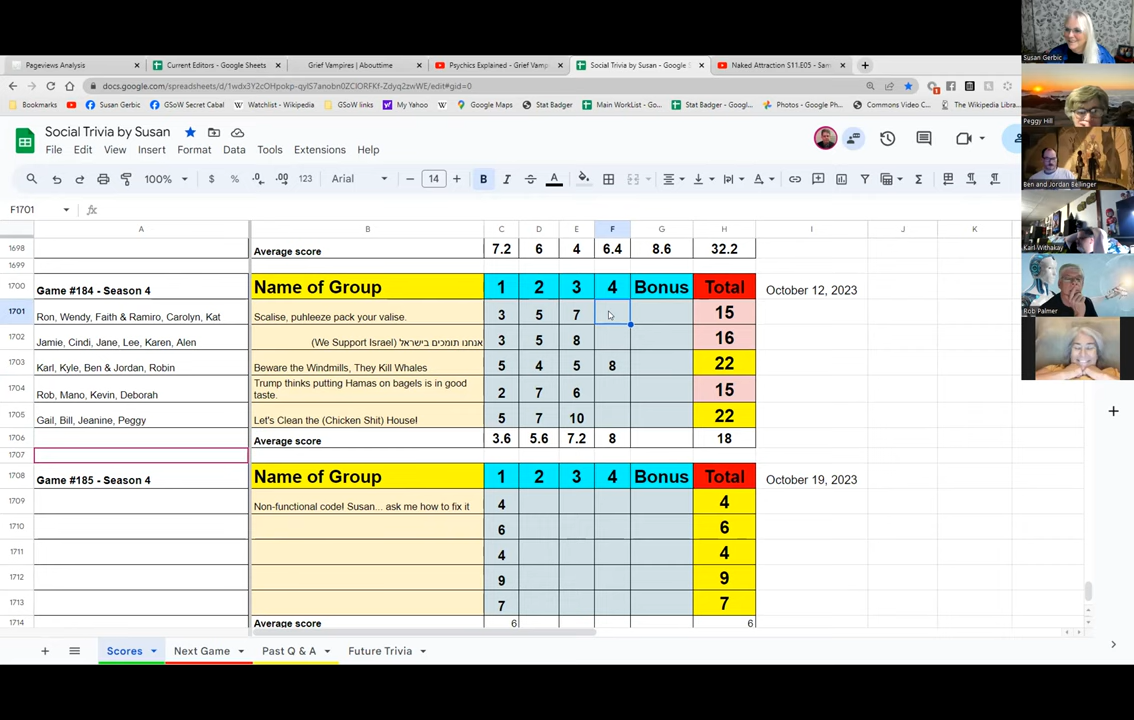 Pageviews Analysis
Current Editors - Google Sheets
Grief Vampires | Abouttime
Psychics Explained - Grief Vamp
Social Trivia by Susan - Google
Naked Attraction S11.E05 - Sam
Bookmarks
Susan Gerbic
GSoW Secret Cabal
Watchlist - Wikipedia
GSoW links
My Yahoo
Google Maps
Stat Badger
Main WorkList - Go...
Stat Badger - Googl...
Photos - Google Ph...
Commons Video C...
The Wikipedia Librar
Social Trivia by Susan
File Edit View Insert Format Data Tools Extensions Help
100% $ % .0 .00 123 Arial 14 B I A
F1701 fx
A B C D E F G H I J K
1698 Average score 7.2 6 4 6.4 8.6 32.2
1699
1700 Game #184 - Season 4 Name of Group 1 2 3 4 Bonus Total October 12, 2023
1701 Ron, Wendy, Faith & Ramiro, Carolyn, Kat Scalise, puhleeze pack your valise. 3 5 7 15
1702 Jamie, Cindi, Jane, Lee, Karen, Alen (We Support Israel) אנחנו תומכים בישראל 3 5 8 16
1703 Karl, Kyle, Ben & Jordan, Robin Beware the Windmills, They Kill Whales 5 4 5 8 22
1704 Rob, Mano, Kevin, Deborah Trump thinks putting Hamas on bagels is in good taste. 2 7 6 15
1705 Gail, Bill, Jeanine, Peggy Let's Clean the (Chicken Shit) House! 5 7 10 22
1706 Average score 3.6 5.6 7.2 8 18
1707
1708 Game #185 - Season 4 Name of Group 1 2 3 4 Bonus Total October 19, 2023
1709 Non-functional code! Susan... ask me how to fix it 4 4
1710 6 6
1711 4 4
1712 9 9
1713 7 7
1714 Average score 6 6
Scores Next Game Past Q & A Future Trivia
Susan Gerbic
Peggy Hill
Ben and Jordan Bellinger
Karl Withakay
Rob Palmer